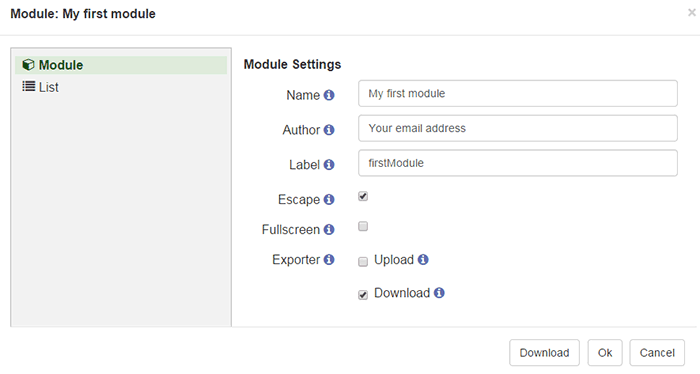 Module: My first module
×
Module
List
Module Settings
Name
My first module
Author
Your email address
Label
firstModule
Escape
Fullscreen
Exporter
Upload
Download
Download
Ok
Cancel